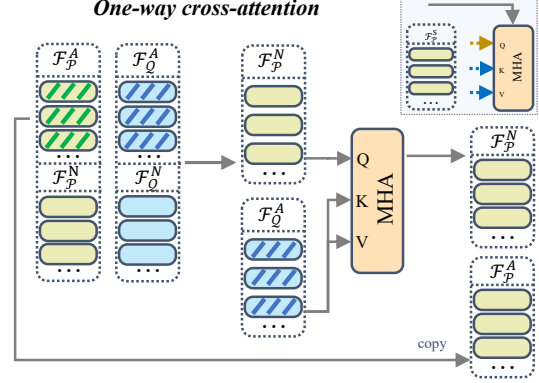 One-way cross-attention
𝓕_𝒫^A 𝓕_Q^A 𝓕_𝒫^N
...
... ...
𝓕_𝒫^N 𝓕_Q^N
... ...
...
𝓕_Q^A
...
Q
K
V
MHA
𝓕_𝒫^S
...
Q
K
V
MHA
𝓕_𝒫^N
...
𝓕_𝒫^A
...
copy